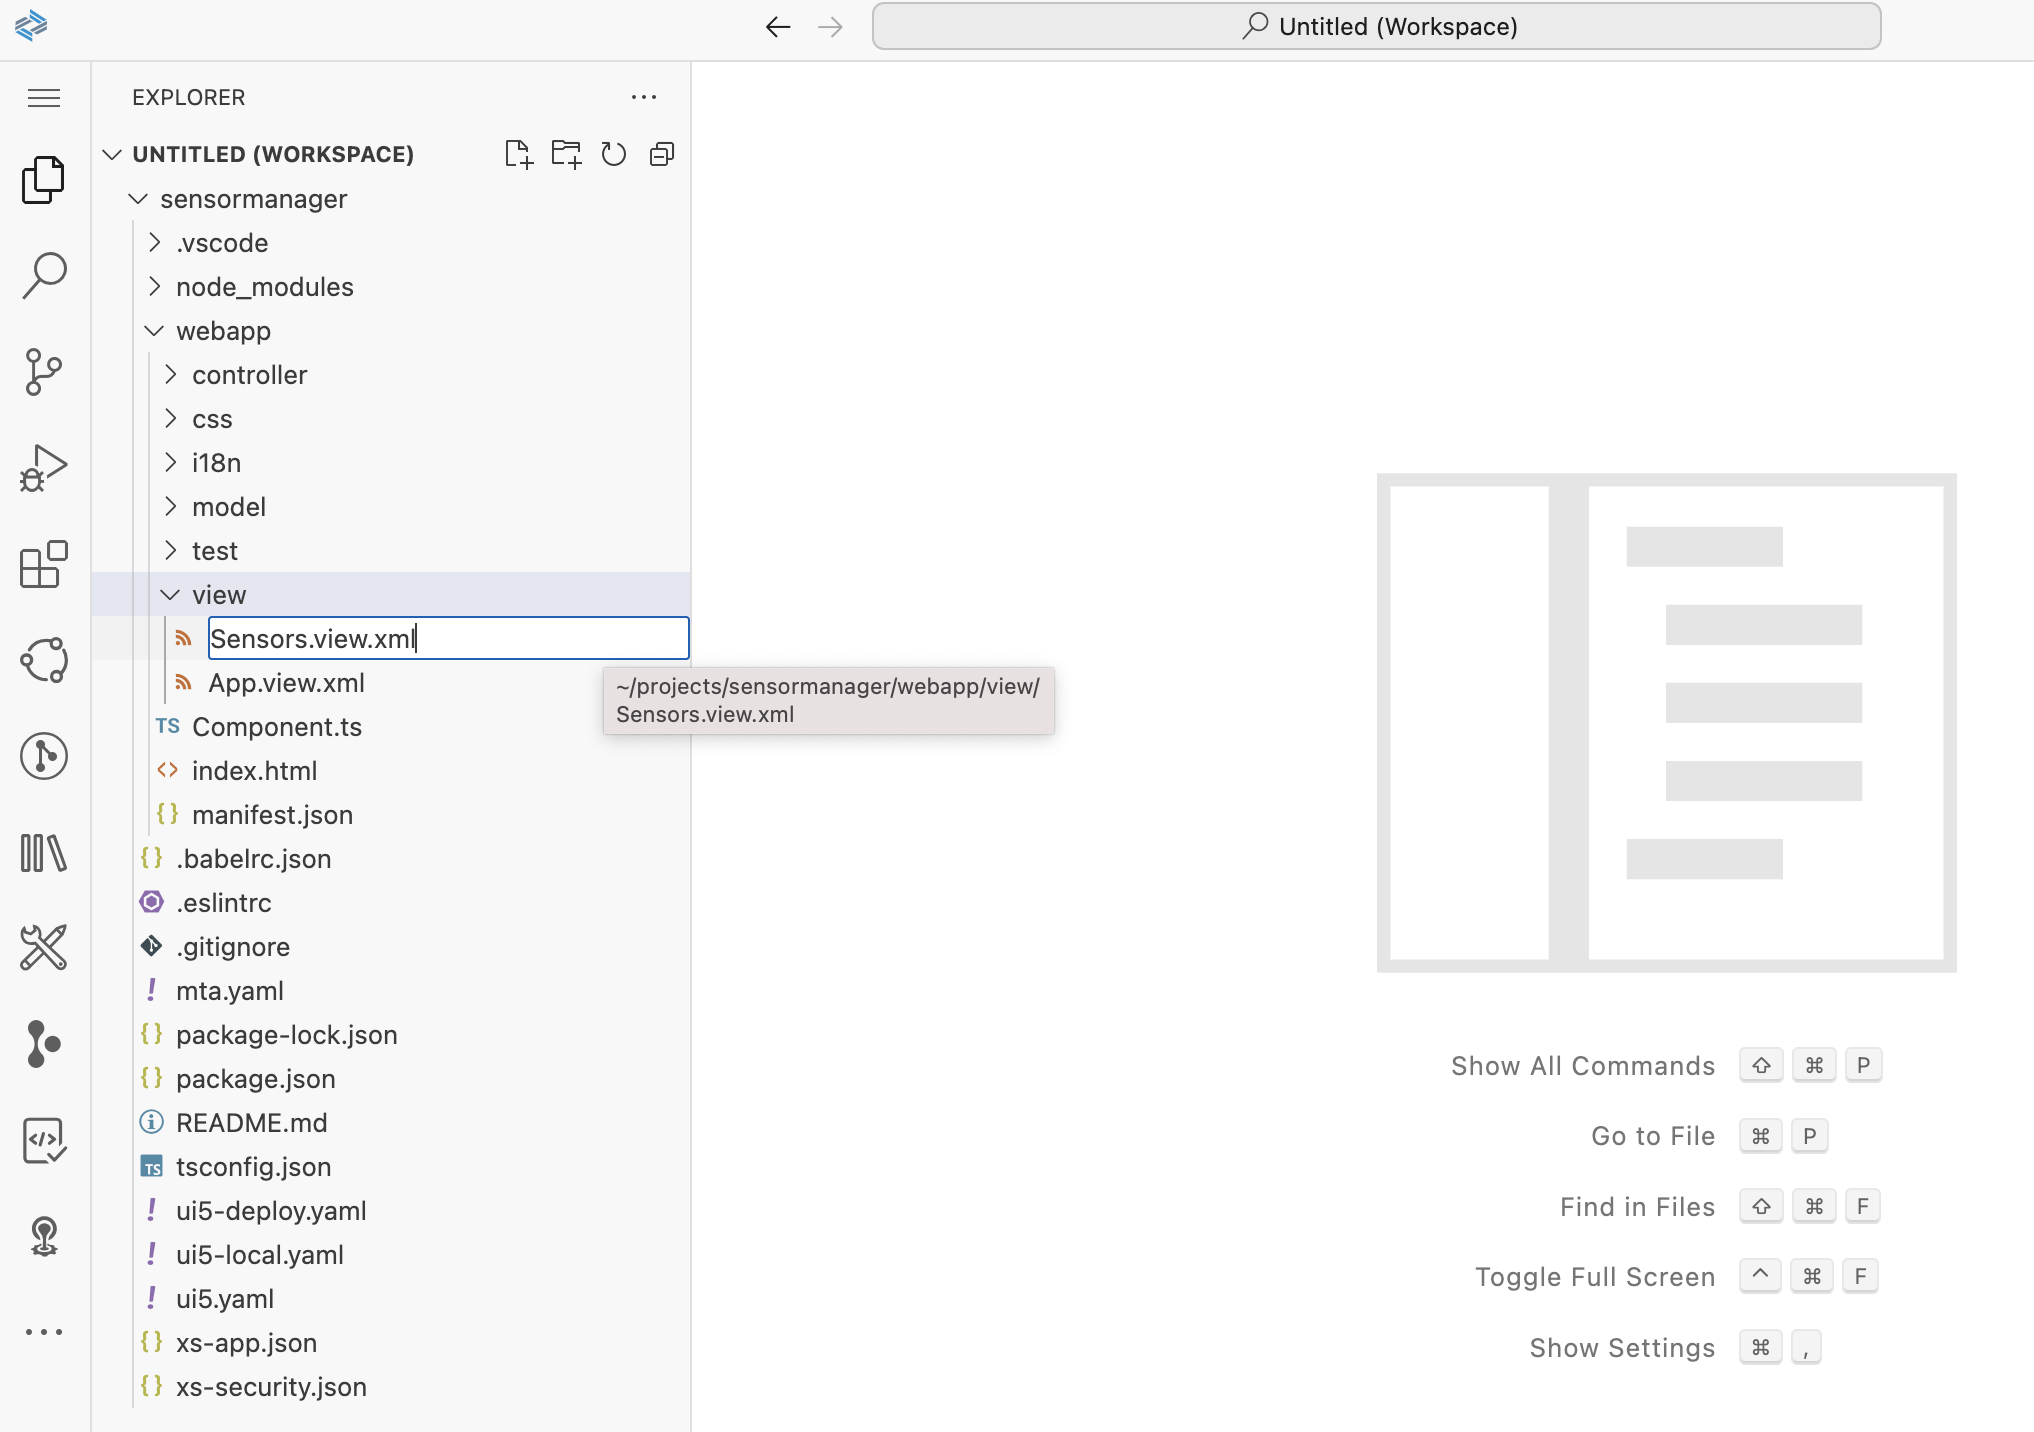 Untitled (Workspace)
EXPLORER
UNTITLED (WORKSPACE)
sensormanager
.vscode
node_modules
webapp
controller
css
i18n
model
test
view
Sensors.view.xml
App.view.xml
~/projects/sensormanager/webapp/view/
Sensors.view.xml
TS Component.ts
<> index.html
{} manifest.json
{} .babelrc.json
.eslintrc
.gitignore
! mta.yaml
{} package-lock.json
{} package.json
README.md
TS tsconfig.json
! ui5-deploy.yaml
! ui5-local.yaml
! ui5.yaml
{} xs-app.json
{} xs-security.json
Show All Commands ⇧ ⌘ P
Go to File ⌘ P
Find in Files ⇧ ⌘ F
Toggle Full Screen ⌃ ⌘ F
Show Settings ⌘ ,